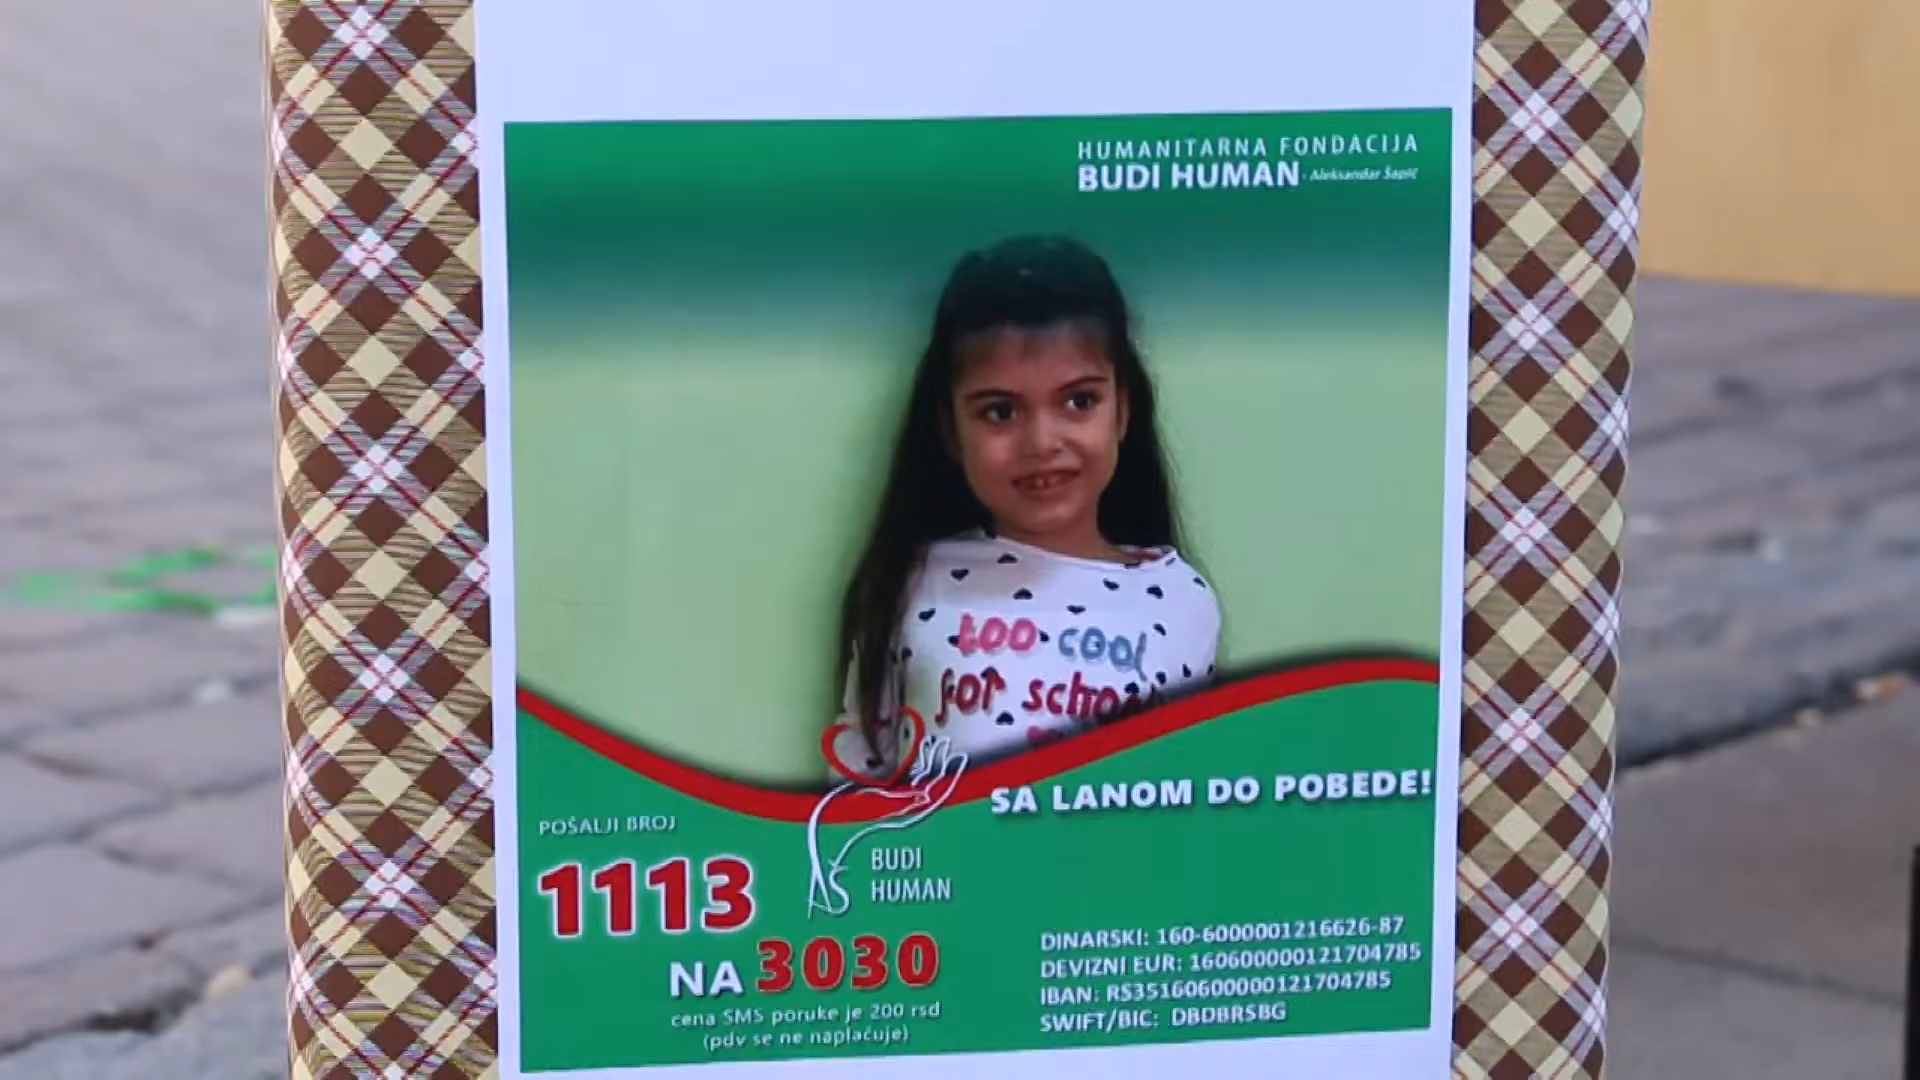 HUMANITARNA FONDACIJA
BUDI HUMAN - Aleksandar Šapić
too cool
for school
SA LANOM DO POBEDE!
POŠALJI BROJ
1113
NA 3030
cena SMS poruke je 200 rsd
(pdv se ne naplaćuje)
AŠ
BUDI
HUMAN
DINARSKI: 160-6000001216626-87
DEVIZNI EUR: 160600000121704785
IBAN: RS35160600000121704785
SWIFT/BIC: DBDBRSBG